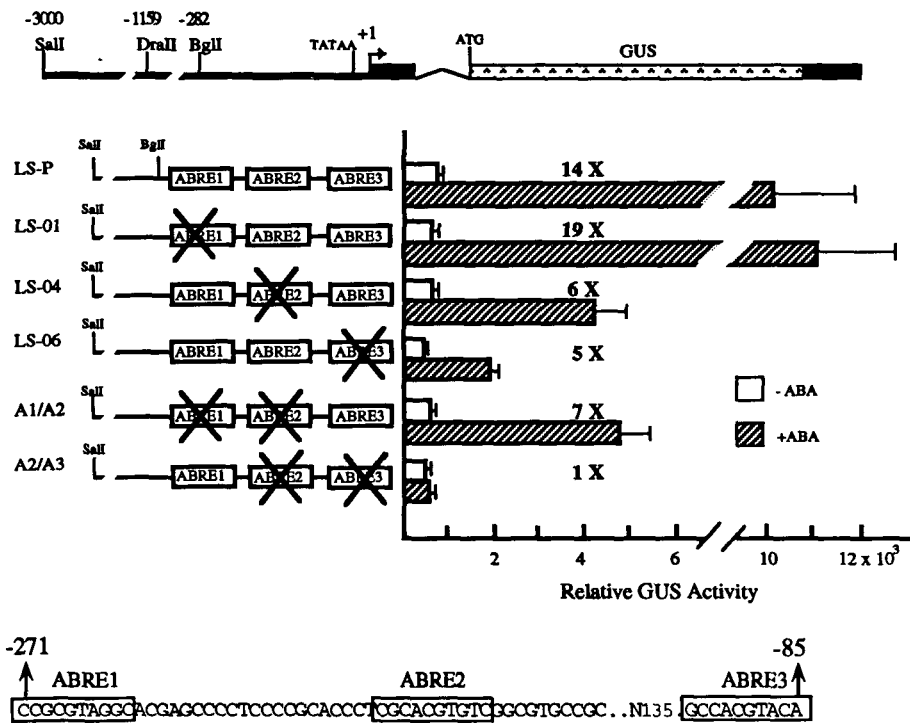 -3000 -1159 -282
SalI DraII BglI TATAA +1 ATG GUS
SalI BglI
LS-P ABRE1 ABRE2 ABRE3 14 X
SalI
LS-01 ABRE1 ABRE2 ABRE3 19 X
SalI
LS-04 ABRE1 ABRE2 ABRE3 6 X
SalI
LS-06 ABRE1 ABRE2 ABRE3 5 X
- ABA
SalI
A1/A2 ABRE1 ABRE2 ABRE3 7 X
+ABA
SalI
A2/A3 ABRE1 ABRE2 ABRE3 1 X
2 4 6 10 12 x 10³
Relative GUS Activity
-271 -85
ABRE1 ABRE2 ABRE3
CCGCGTAGGCACGAGCCCCTCCCCGCACCCTCGCACGTGTCGGCGTGCCGC..N135.GCCACGTACA